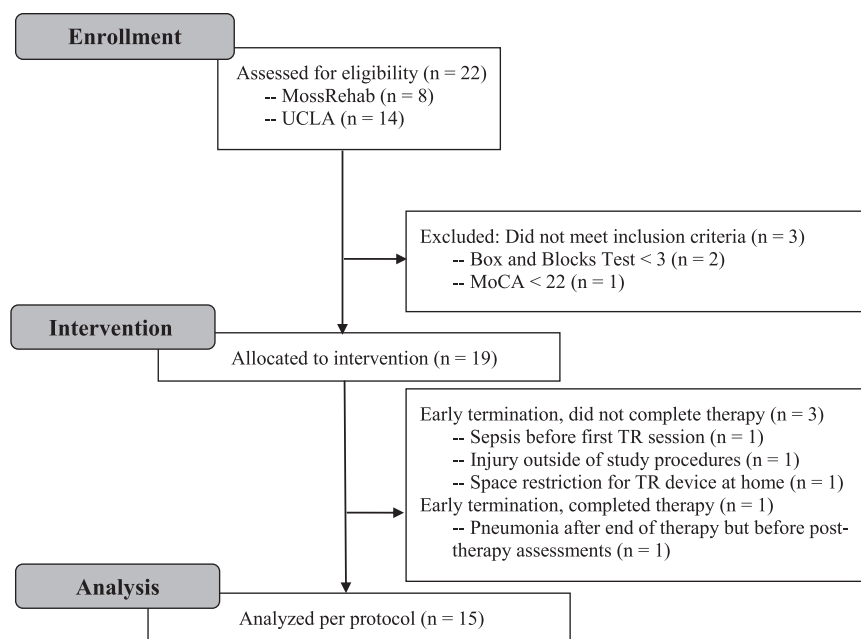 Enrollment
Assessed for eligibility (n = 22)
-- MossRehab (n = 8)
-- UCLA (n = 14)
Excluded: Did not meet inclusion criteria (n = 3)
-- Box and Blocks Test < 3 (n = 2)
-- MoCA < 22 (n = 1)
Intervention
Allocated to intervention (n = 19)
Early termination, did not complete therapy (n = 3)
-- Sepsis before first TR session (n = 1)
-- Injury outside of study procedures (n = 1)
-- Space restriction for TR device at home (n = 1)
Early termination, completed therapy (n = 1)
-- Pneumonia after end of therapy but before post-
therapy assessments (n = 1)
Analysis
Analyzed per protocol (n = 15)